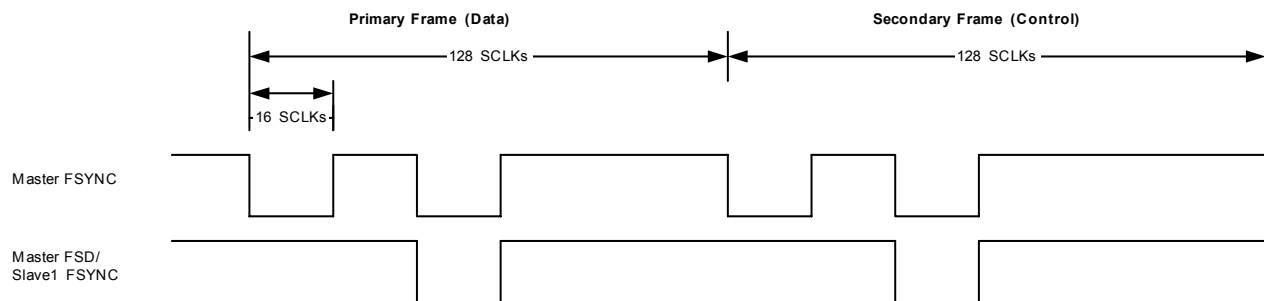 Primary Frame (Data)
Secondary Frame (Control)
128 SCLKs
128 SCLKs
16 SCLKs
Master FSYNC
Master FSD/
Slave1 FSYNC